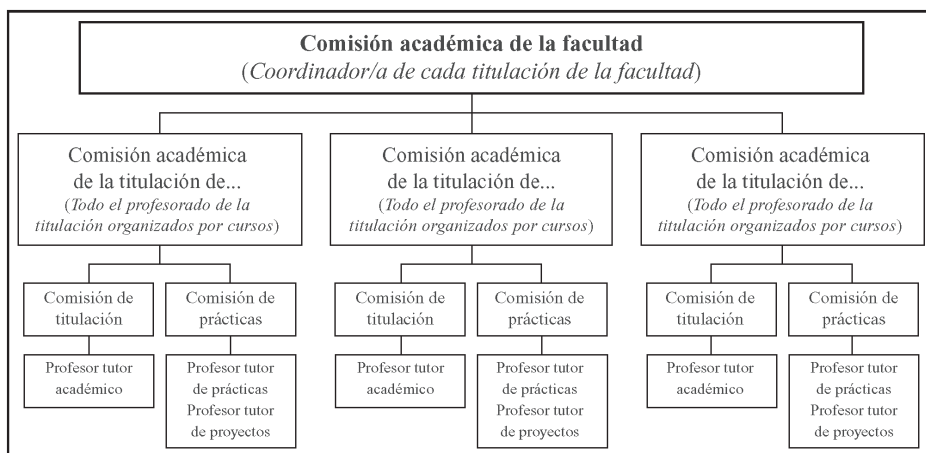 Comisión académica de la facultad
(Coordinador/a de cada titulación de la facultad)
Comisión académica
de la titulación de...
(Todo el profesorado de la
titulación organizados por cursos)
Comisión académica
de la titulación de...
(Todo el profesorado de la
titulación organizados por cursos)
Comisión académica
de la titulación de...
(Todo el profesorado de la
titulación organizados por cursos)
Comisión de
titulación
Comisión de
prácticas
Comisión de
titulación
Comisión de
prácticas
Comisión de
titulación
Comisión de
prácticas
Profesor tutor
académico
Profesor tutor
de prácticas
Profesor tutor
de proyectos
Profesor tutor
académico
Profesor tutor
de prácticas
Profesor tutor
de proyectos
Profesor tutor
académico
Profesor tutor
de prácticas
Profesor tutor
de proyectos